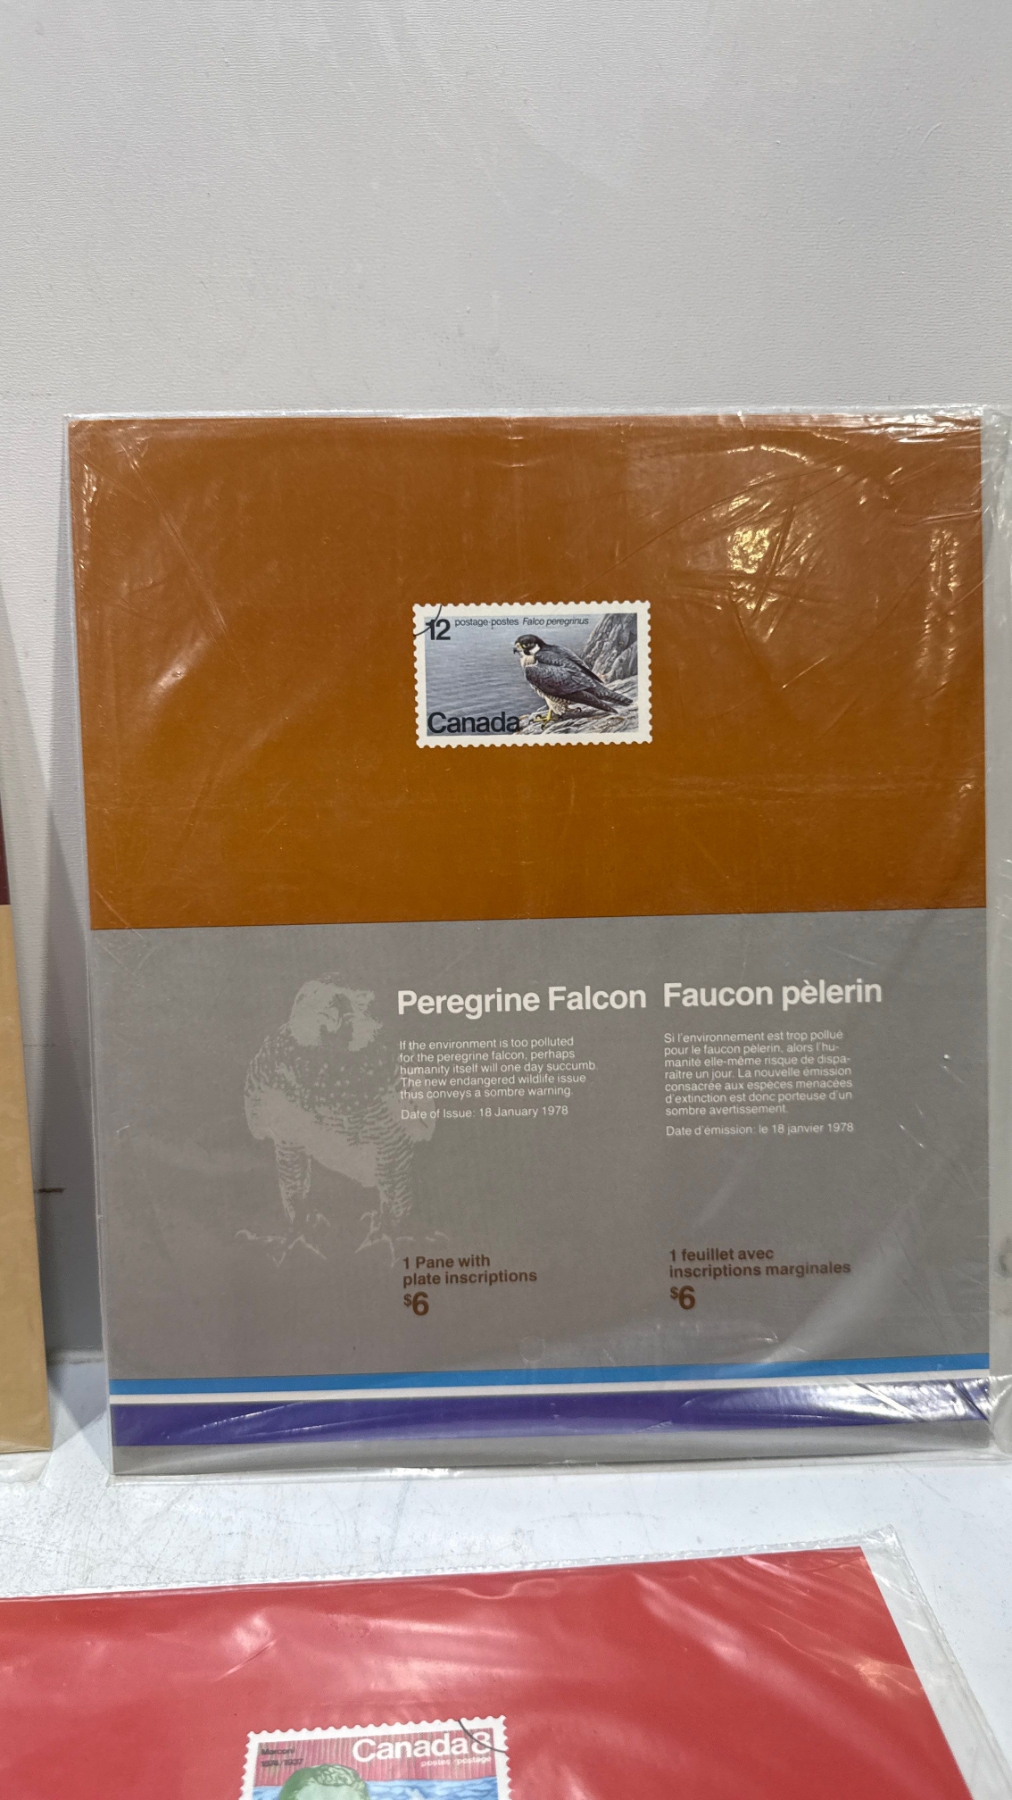 12 postage-postes Falco peregrinus
Canada
Peregrine Falcon
If the environment is too polluted
for the peregrine falcon, perhaps
humanity itself will one day succumb.
The new endangered wildlife issue
thus conveys a sombre warning.
Date of Issue: 18 January 1978
1 Pane with
plate inscriptions
$6
Faucon pèlerin
Si l'environnement est trop pollué
pour le faucon pèlerin, alors l'hu-
manité elle-même risque de dispa-
raître un jour. La nouvelle émission
consacrée aux espèces menacées
d'extinction est donc porteuse d'un
sombre avertissement.
Date d'émission: le 18 janvier 1978
1 feuillet avec
inscriptions marginales
$6
Marconi
1874/1937
Canada 8
postes postage